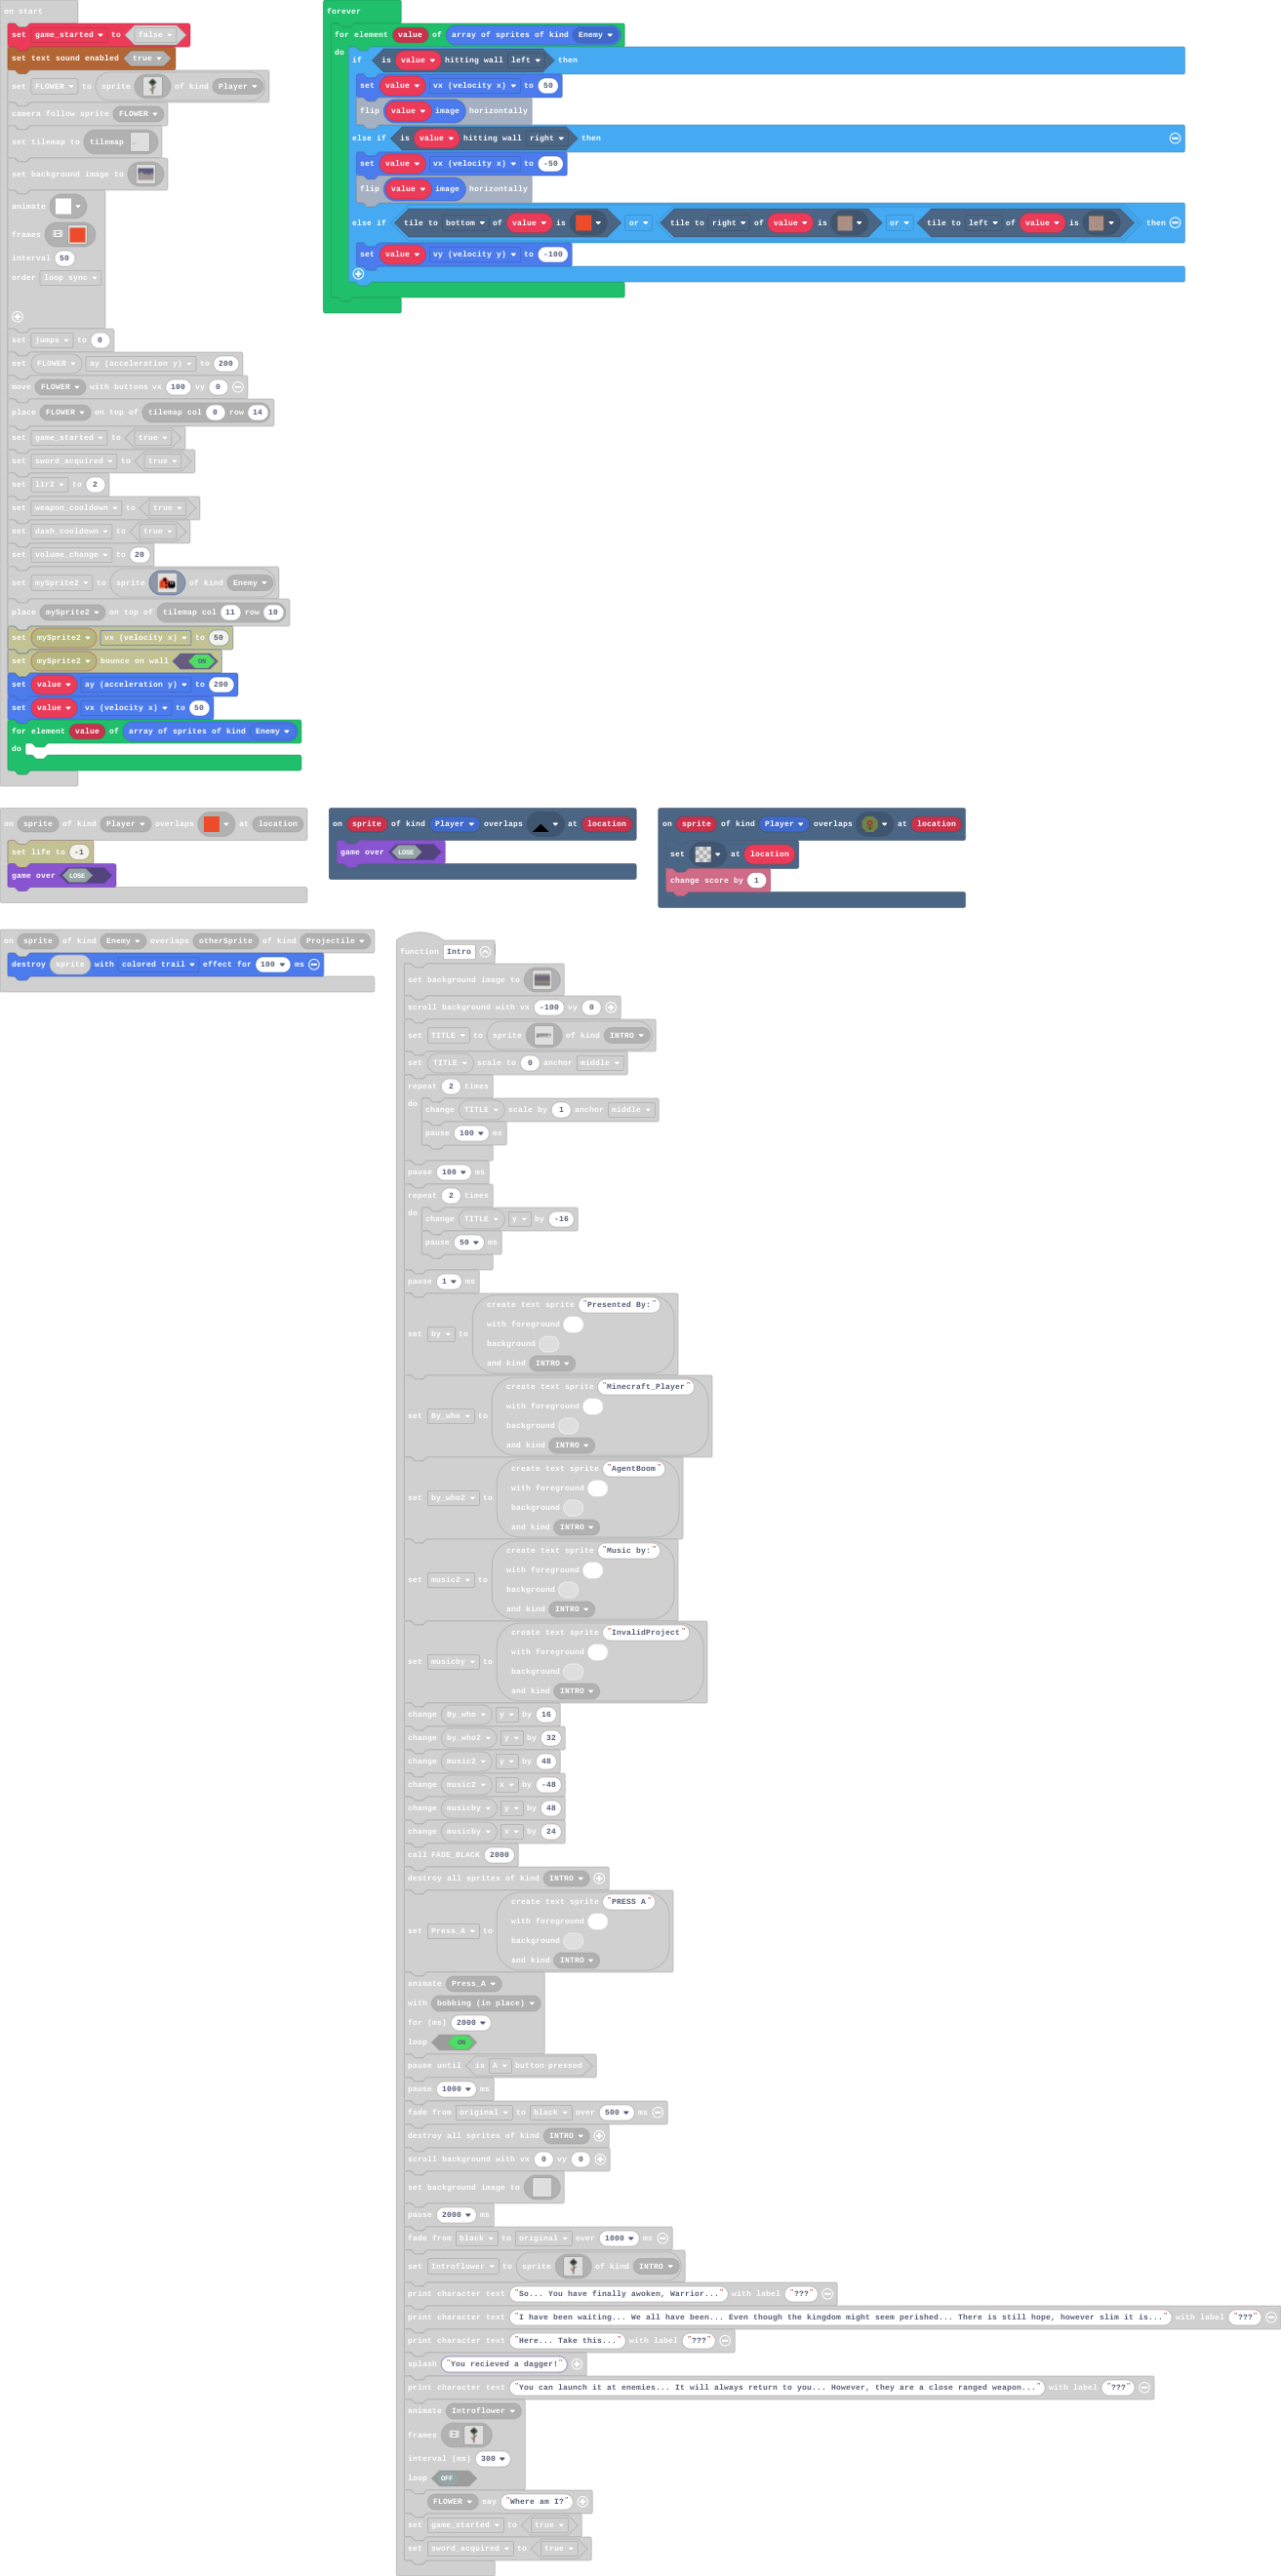 on start
set game_started to false
set text sound enabled true
set FLOWER to sprite of kind Player
camera follow sprite FLOWER
set tilemap to tilemap
set background image to
animate
frames
interval 50
order loop sync
set jumps to 0
set FLOWER ay (acceleration y) to 200
move FLOWER with buttons vx 100 vy 0
place FLOWER on top of tilemap col 0 row 14
set game_started to true
set sword_acquired to true
set l1r2 to 2
set weapon_cooldown to true
set dash_cooldown to true
set volume_change to 20
set mySprite2 to sprite of kind Enemy
place mySprite2 on top of tilemap col 11 row 10
set mySprite2 vx (velocity x) to 50
set mySprite2 bounce on wall ON
set value ay (acceleration y) to 200
set value vx (velocity x) to 50
for element value of array of sprites of kind Enemy
do
forever
for element value of array of sprites of kind Enemy
do
if is value hitting wall left then
set value vx (velocity x) to 50
flip value image horizontally
else if is value hitting wall right then
set value vx (velocity x) to -50
flip value image horizontally
else if tile to bottom of value is or tile to right of value is or tile to left of value is then
set value vy (velocity y) to -100
on sprite of kind Player overlaps at location
set life to -1
game over LOSE
on sprite of kind Player overlaps at location
game over LOSE
on sprite of kind Player overlaps at location
set at location
change score by 1
on sprite of kind Enemy overlaps otherSprite of kind Projectile
destroy sprite with colored trail effect for 100 ms
function Intro
set background image to
scroll background with vx -100 vy 0
set TITLE to sprite of kind INTRO
set TITLE scale to 0 anchor middle
repeat 2 times
do
change TITLE scale by 1 anchor middle
pause 100 ms
pause 100 ms
repeat 2 times
do
change TITLE y by -16
pause 50 ms
pause 1 ms
create text sprite "Presented By:"
with foreground
set by to
background
and kind INTRO
create text sprite "Minecraft_Player"
with foreground
set By_who to
background
and kind INTRO
create text sprite "AgentBoom"
with foreground
set by_who2 to
background
and kind INTRO
create text sprite "Music by:"
with foreground
set music2 to
background
and kind INTRO
create text sprite "InvalidProject"
with foreground
set musicby to
background
and kind INTRO
change By_who y by 16
change by_who2 y by 32
change music2 y by 48
change music2 x by -48
change musicby y by 48
change musicby x by 24
call FADE_BLACK 2000
destroy all sprites of kind INTRO
create text sprite "PRESS A"
with foreground
set Press_A to
background
and kind INTRO
animate Press_A
with bobbing (in place)
for (ms) 2000
loop ON
pause until is A button pressed
pause 1000 ms
fade from original to black over 500 ms
destroy all sprites of kind INTRO
scroll background with vx 0 vy 0
set background image to
pause 2000 ms
fade from black to original over 1000 ms
set Introflower to sprite of kind INTRO
print character text "So... You have finally awoken, Warrior..." with label "???"
print character text "I have been waiting... We all have been... Even though the kingdom might seem perished... There is still hope, however slim it is..." with label "???"
print character text "Here... Take this..." with label "???"
splash "You recieved a dagger!"
print character text "You can launch it at enemies... It will always return to you... However, they are a close ranged weapon..." with label "???"
animate Introflower
frames
interval (ms) 300
loop OFF
FLOWER say "Where am I?"
set game_started to true
set sword_acquired to true